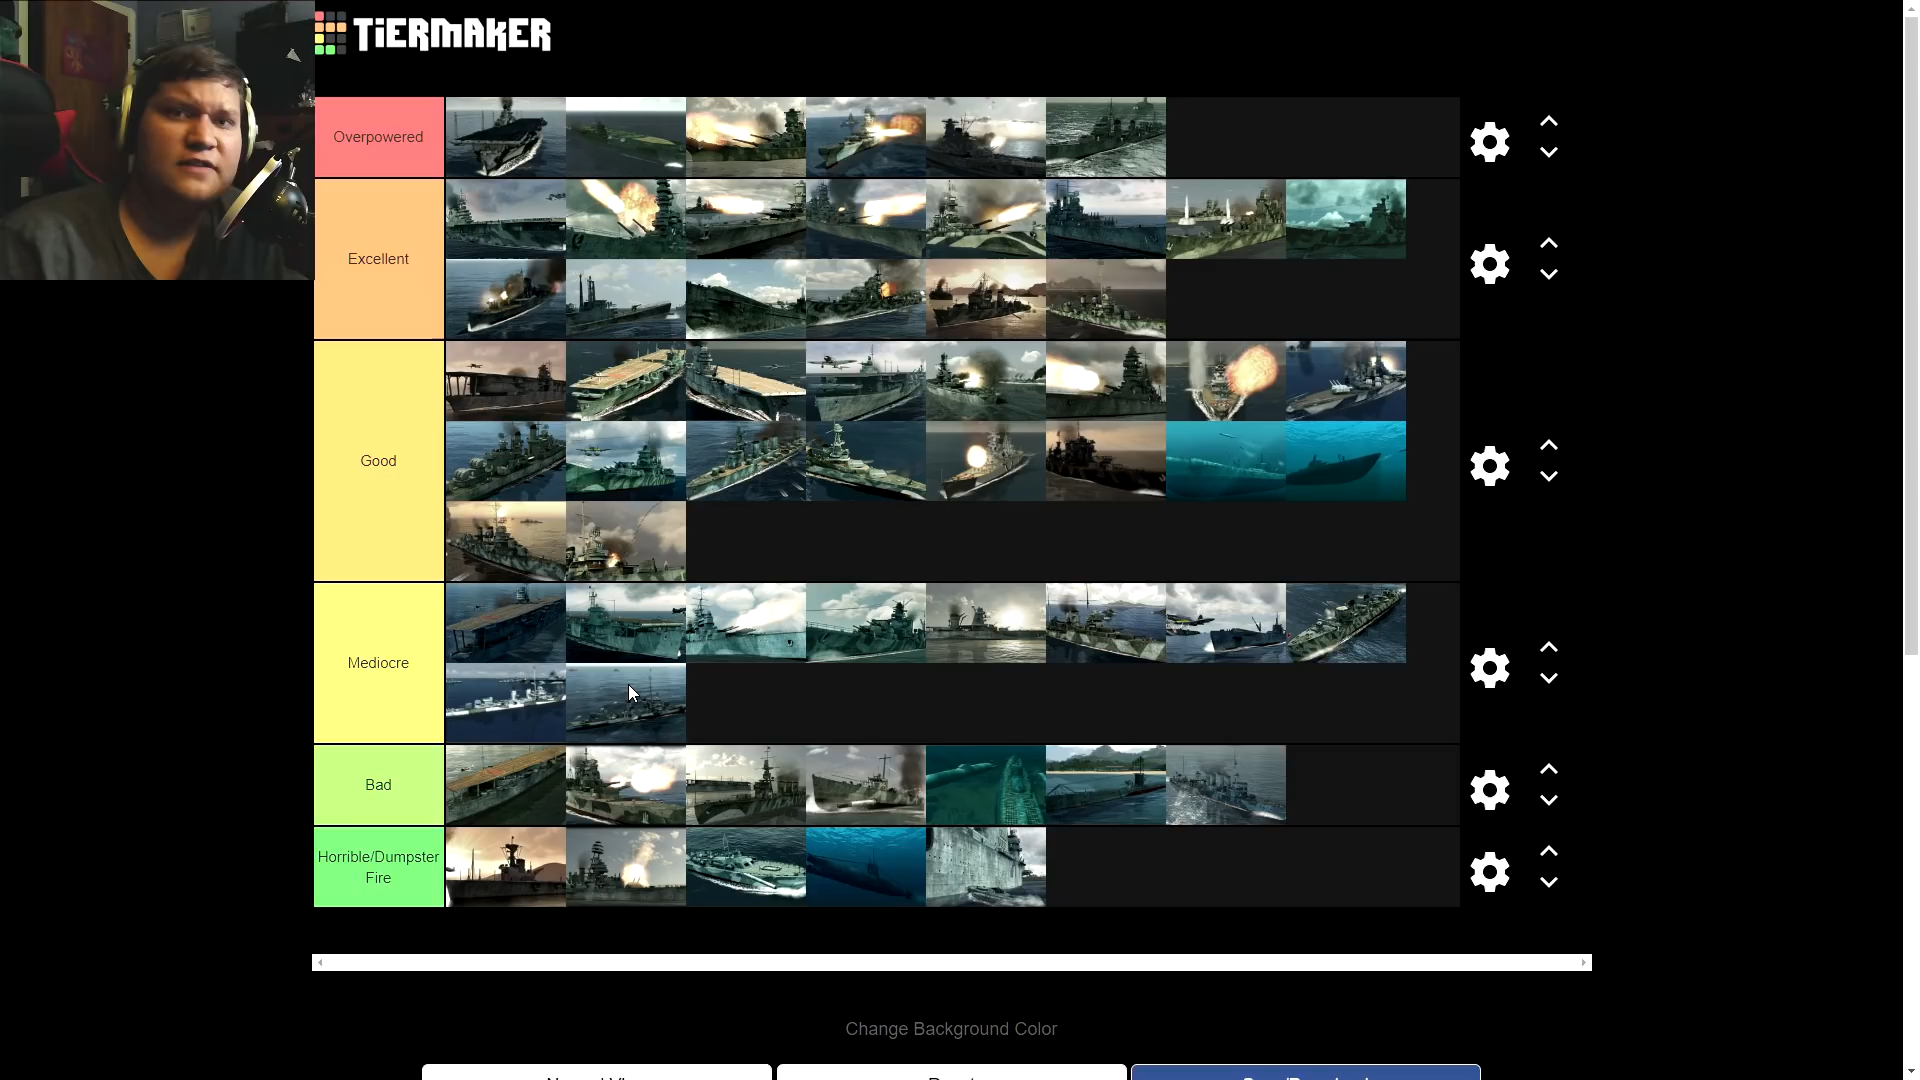 TiERMAKER
Overpowered
Excellent
Good
Mediocre
Bad
Horrible/Dumpster
Fire
Change Background Color